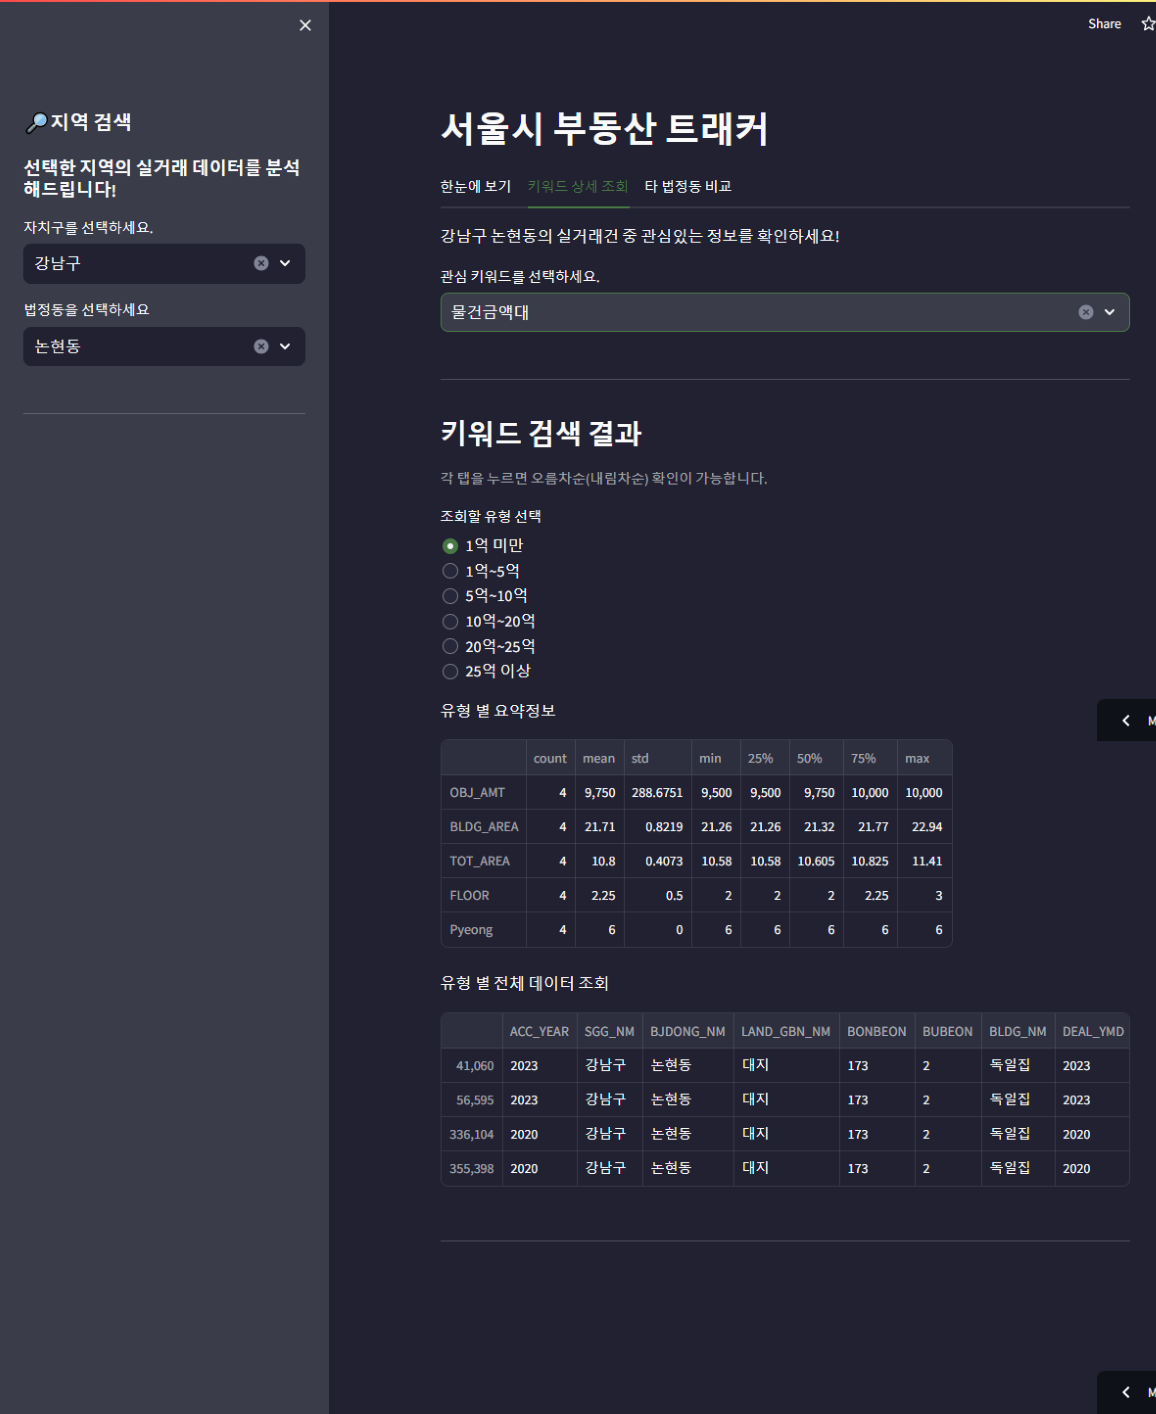 Share
🔎지역 검색
선택한 지역의 실거래 데이터를 분석
해드립니다!
자치구를 선택하세요.
강남구
법정동을 선택하세요
논현동
서울시 부동산 트래커
한눈에 보기 키워드 상세 조회 타 법정동 비교
강남구 논현동의 실거래건 중 관심있는 정보를 확인하세요!
관심 키워드를 선택하세요.
물건금액대
키워드 검색 결과
각 탭을 누르면 오름차순(내림차순) 확인이 가능합니다.
조회할 유형 선택
1억 미만
1억~5억
5억~10억
10억~20억
20억~25억
25억 이상
유형 별 요약정보
count mean std min 25% 50% 75% max
OBJ_AMT 4 9,750 288.6751 9,500 9,500 9,750 10,000 10,000
BLDG_AREA 4 21.71 0.8219 21.26 21.26 21.32 21.77 22.94
TOT_AREA 4 10.8 0.4073 10.58 10.58 10.605 10.825 11.41
FLOOR 4 2.25 0.5 2 2 2 2.25 3
Pyeong 4 6 0 6 6 6 6 6
유형 별 전체 데이터 조회
ACC_YEAR SGG_NM BJDONG_NM LAND_GBN_NM BONBEON BUBEON BLDG_NM DEAL_YMD
41,060 2023 강남구 논현동 대지 173 2 독일집 2023
56,595 2023 강남구 논현동 대지 173 2 독일집 2023
336,104 2020 강남구 논현동 대지 173 2 독일집 2020
355,398 2020 강남구 논현동 대지 173 2 독일집 2020